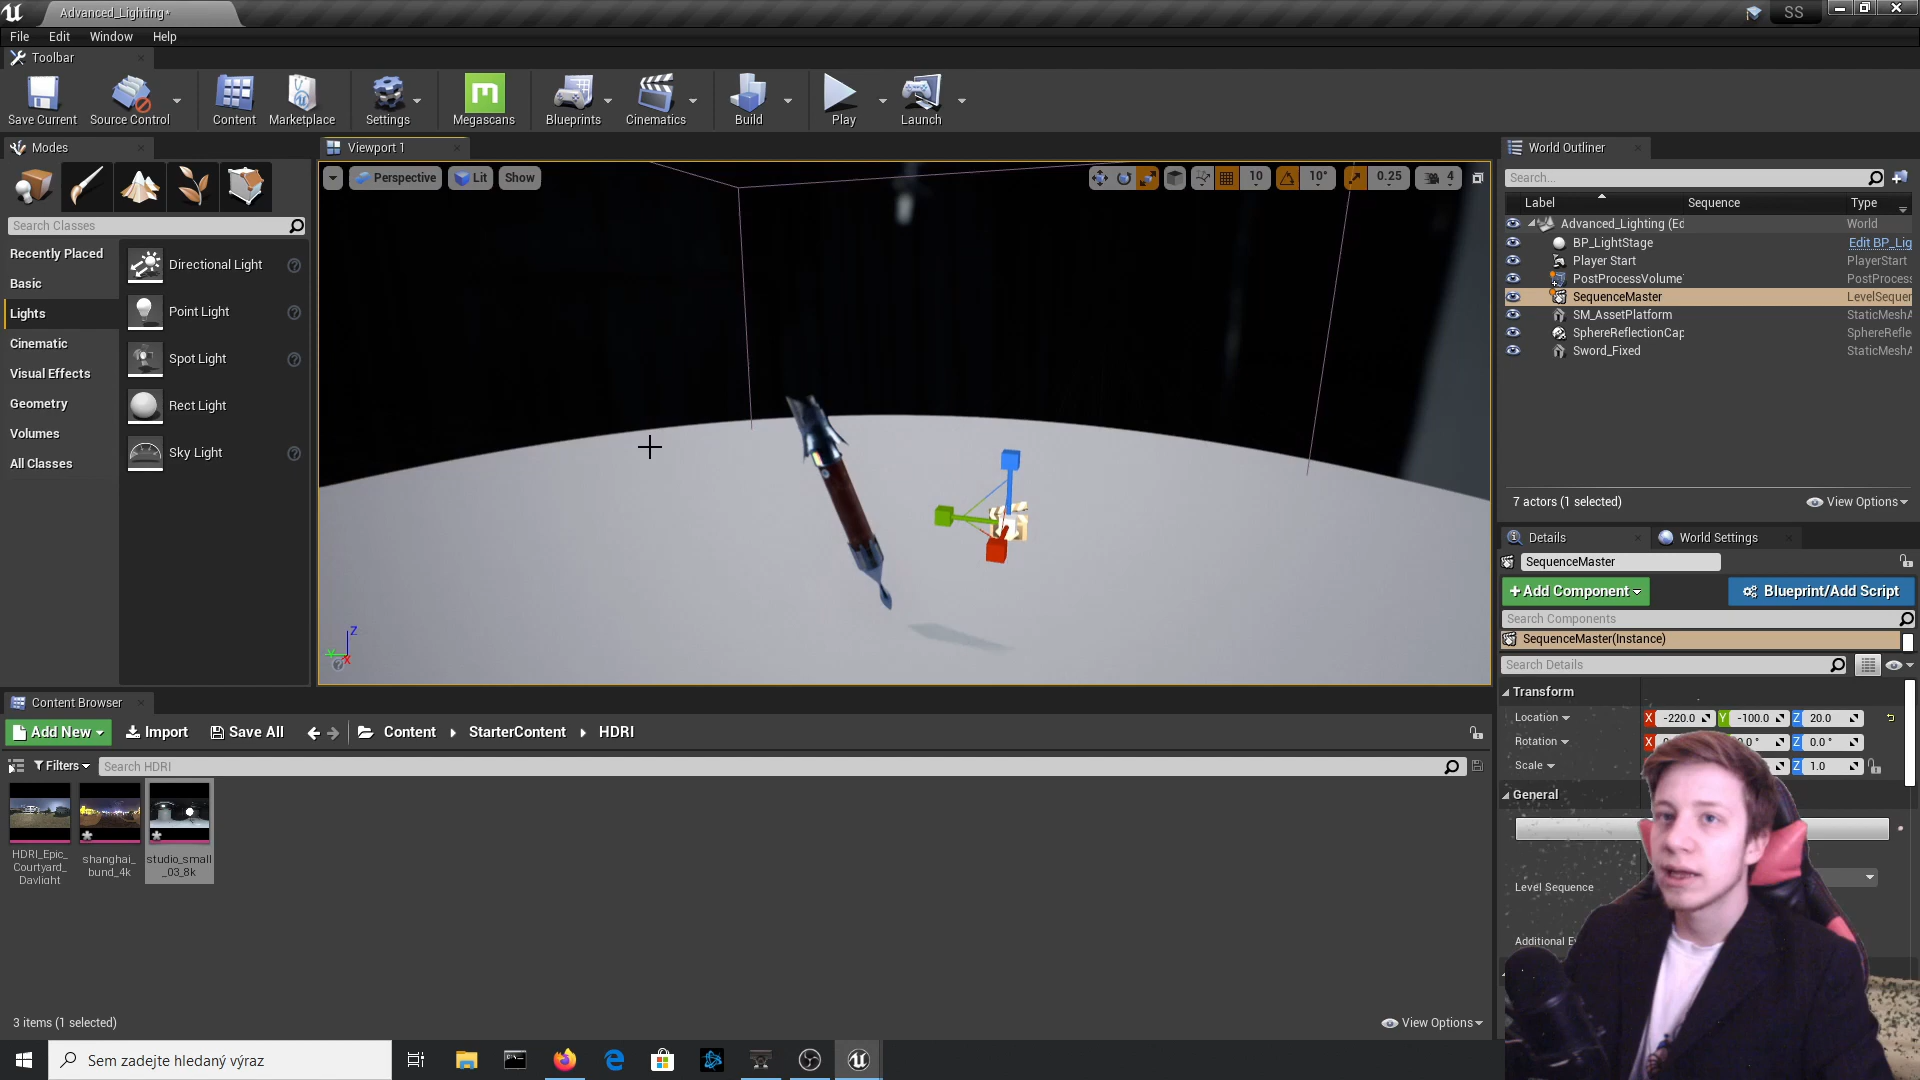 Advanced_Lighting*
SS
File Edit Window Help
Toolbar
Save Current
Source Control
Content
Marketplace
Settings
Megascans
Blueprints
Cinematics
Build
Play
Launch
Modes
Search Classes
Recently Placed
Basic
Lights
Cinematic
Visual Effects
Geometry
Volumes
All Classes
Directional Light
Point Light
Spot Light
Rect Light
Sky Light
Viewport 1
Perspective Lit Show
10 10° 0.25 4
Z
X
World Outliner
Search...
Label Sequence Type
Advanced_Lighting (Ed World
BP_LightStage Edit BP_Lig
Player Start PlayerStart
PostProcessVolume PostProcess
SequenceMaster LevelSequen
SM_AssetPlatform StaticMeshA
SphereReflectionCap SphereRefle
Sword_Fixed StaticMeshA
7 actors (1 selected) View Options
Details World Settings
SequenceMaster
+Add Component Blueprint/Add Script
Search Components
SequenceMaster(Instance)
Search Details
Transform
Location X -220.0 Y -100.0 Z 20.0
Rotation X 0.0° Z 0.0°
Scale Z 1.0
General
Level Sequence
Content Browser
Add New Import Save All Content StarterContent HDRI
Filters Search HDRI
HDRI_Epic_
Courtyard_
Daylight
shanghai_
bund_4k
studio_small
_03_8k
3 items (1 selected) View Options
Sem zadejte hledaný výraz